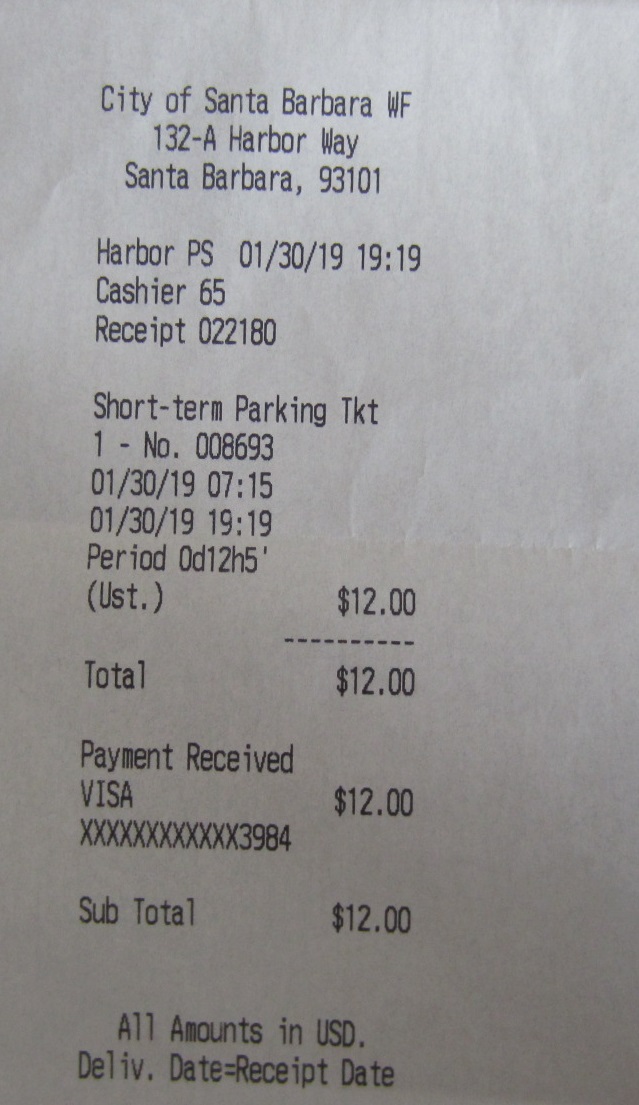 City of Santa Barbara WF
132-A Harbor Way
Santa Barbara, 93101
Harbor PS 01/30/19 19:19
Cashier 65
Receipt 022180
Short-term Parking Tkt
1 - No. 008693
01/30/19 07:15
01/30/19 19:19
Period 0d12h5'
(Ust.) $12.00
----------
Total $12.00
Payment Received
VISA $12.00
XXXXXXXXXXXX3984
Sub Total $12.00
All Amounts in USD.
Deliv. Date=Receipt Date